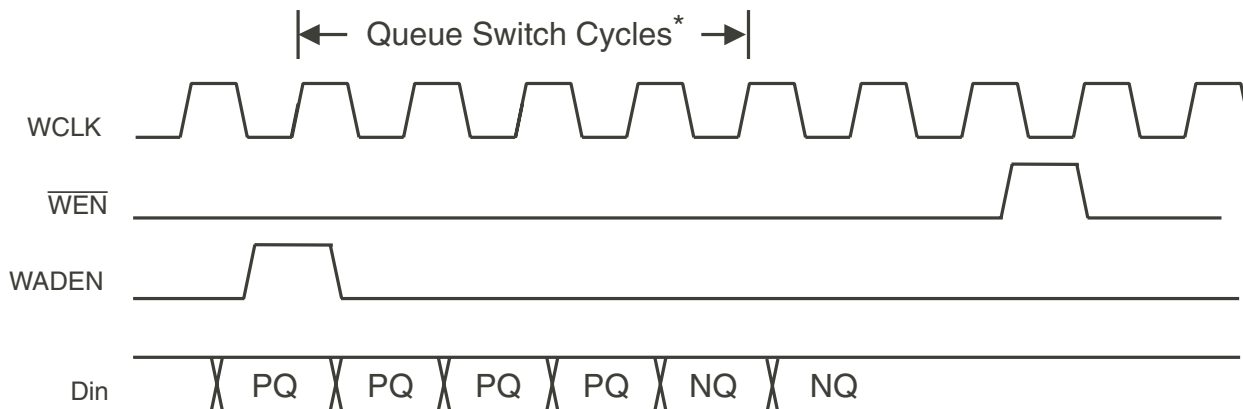 Queue Switch Cycles*
WCLK
WEN
WADEN
Din PQ PQ PQ PQ NQ NQ